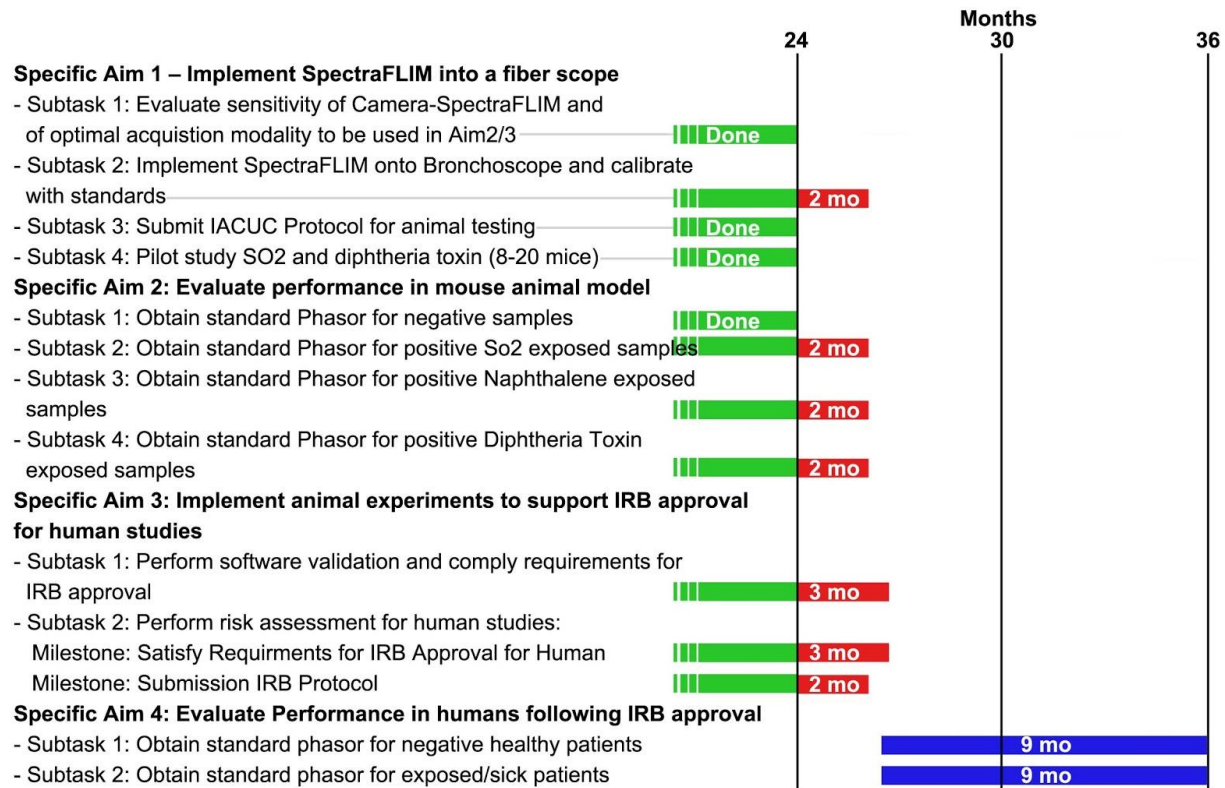 Months
24 30 36
Specific Aim 1 – Implement SpectraFLIM into a fiber scope
- Subtask 1: Evaluate sensitivity of Camera-SpectraFLIM and
of optimal acquistion modality to be used in Aim2/3 Done
- Subtask 2: Implement SpectraFLIM onto Bronchoscope and calibrate
with standards 2 mo
- Subtask 3: Submit IACUC Protocol for animal testing Done
- Subtask 4: Pilot study SO2 and diphtheria toxin (8-20 mice) Done
Specific Aim 2: Evaluate performance in mouse animal model
- Subtask 1: Obtain standard Phasor for negative samples Done
- Subtask 2: Obtain standard Phasor for positive So2 exposed samples 2 mo
- Subtask 3: Obtain standard Phasor for positive Naphthalene exposed
samples 2 mo
- Subtask 4: Obtain standard Phasor for positive Diphtheria Toxin
exposed samples 2 mo
Specific Aim 3: Implement animal experiments to support IRB approval
for human studies
- Subtask 1: Perform software validation and comply requirements for
IRB approval 3 mo
- Subtask 2: Perform risk assessment for human studies:
Milestone: Satisfy Requirments for IRB Approval for Human 3 mo
Milestone: Submission IRB Protocol 2 mo
Specific Aim 4: Evaluate Performance in humans following IRB approval
- Subtask 1: Obtain standard phasor for negative healthy patients 9 mo
- Subtask 2: Obtain standard phasor for exposed/sick patients 9 mo